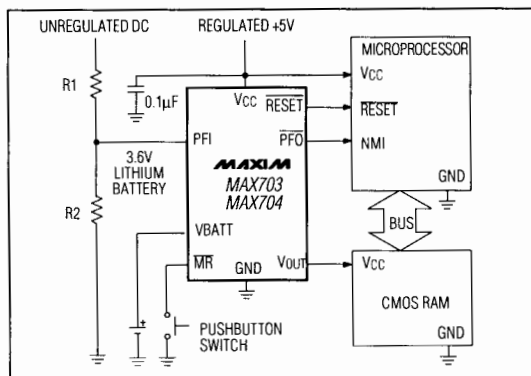 UNREGULATED DC
REGULATED +5V
MICROPROCESSOR
R1
0.1µF
VCC
RESET
VCC
RESET
PFI
PFO
NMI
3.6V
LITHIUM
BATTERY
MAXIM
MAX703
MAX704
GND
R2
BUS
VBATT
MR
GND
VOUT
VCC
CMOS RAM
PUSHBUTTON
SWITCH
GND